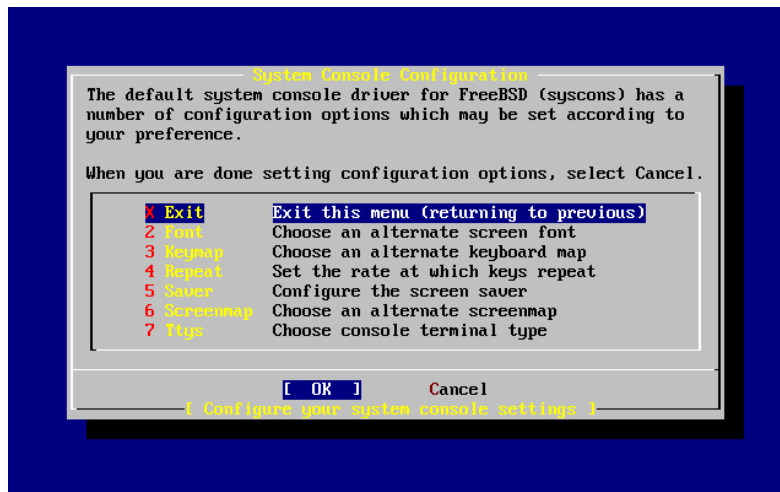 System Console Configuration
The default system console driver for FreeBSD (syscons) has a
number of configuration options which may be set according to
your preference.
When you are done setting configuration options, select Cancel.
X Exit Exit this menu (returning to previous)
2 Font Choose an alternate screen font
3 Keymap Choose an alternate keyboard map
4 Repeat Set the rate at which keys repeat
5 Saver Configure the screen saver
6 Screenmap Choose an alternate screenmap
7 Ttys Choose console terminal type
[ OK ] Cancel
[ Configure your system console settings ]